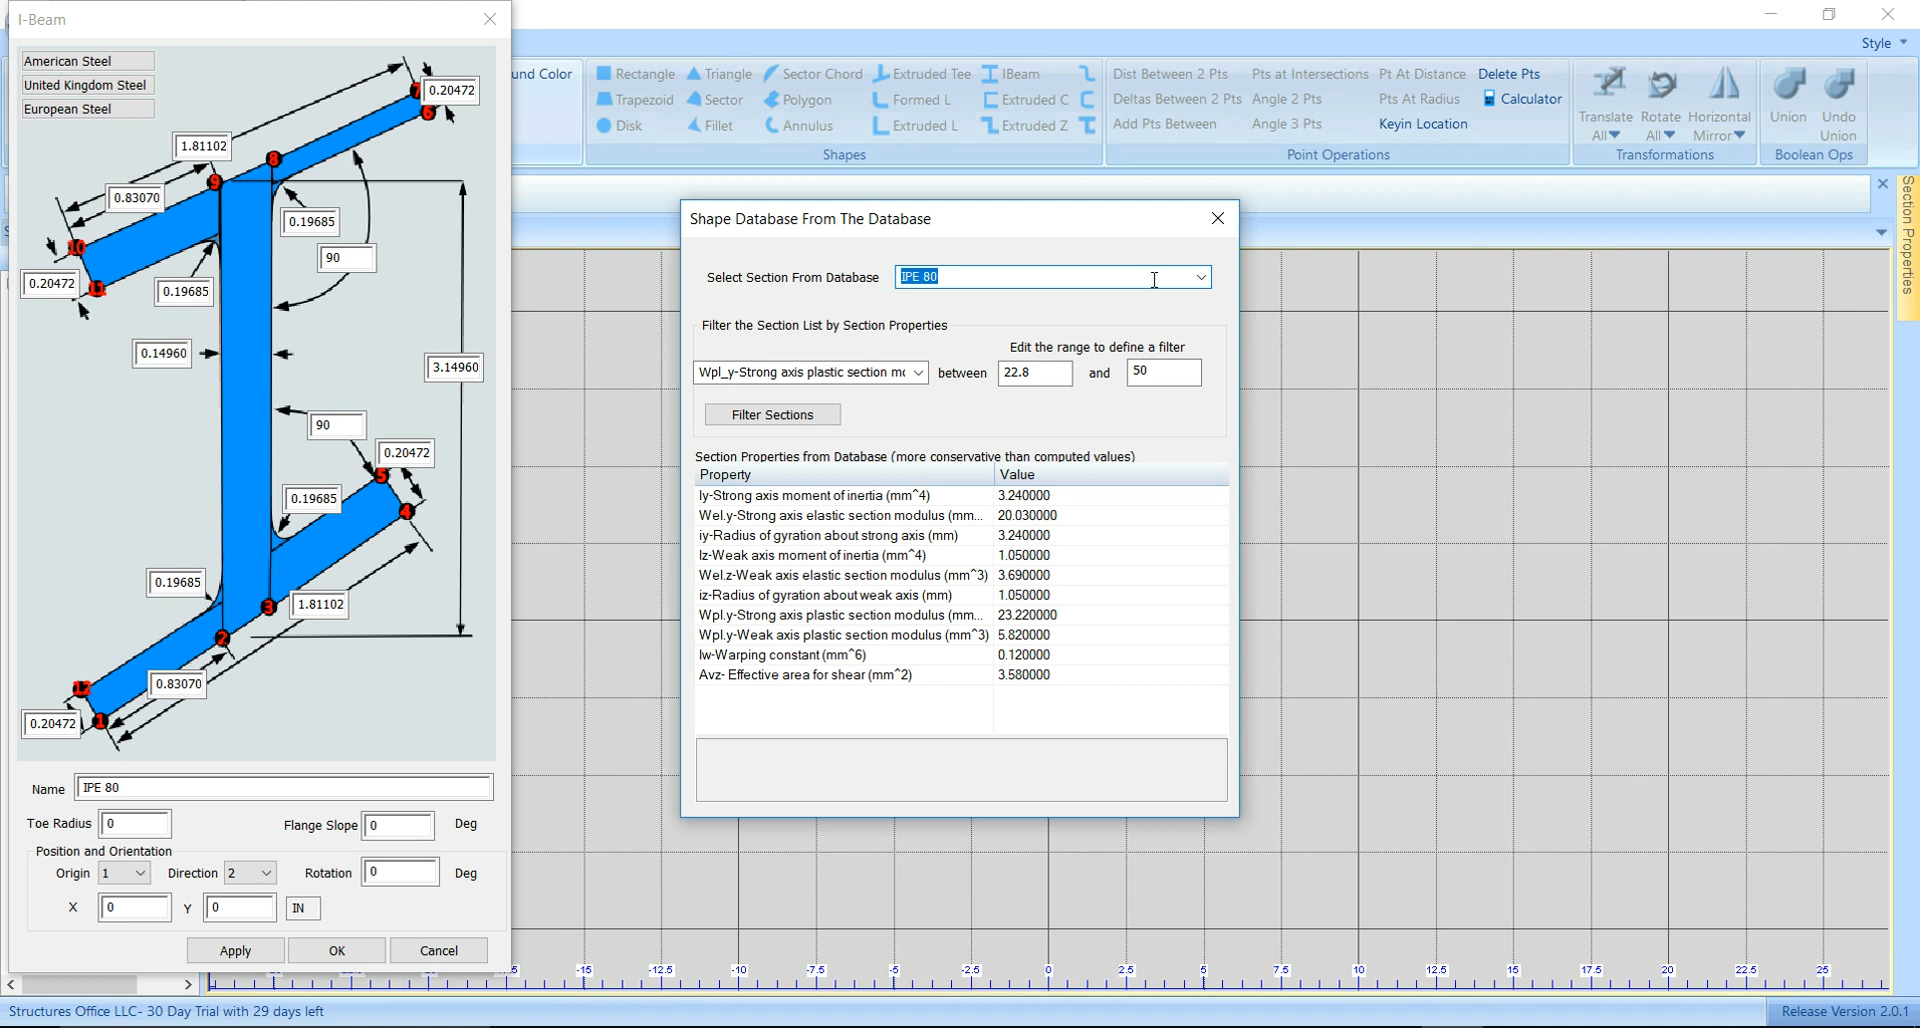 I-Beam
American Steel
United Kingdom Steel
European Steel
0.20472
1.81102
0.83070
0.19685
90
0.20472
0.19685
0.14960
3.14960
90
0.20472
0.19685
0.19685
1.81102
0.83070
0.20472
7
6
8
9
10
11
5
4
3
2
12
1
Name IPE 80
Toe Radius 0 Flange Slope 0 Deg
Position and Orientation
Origin 1 Direction 2 Rotation 0 Deg
X 0 Y 0 IN
Apply OK Cancel
Style
und Color
Rectangle Triangle Sector Chord Extruded Tee IBeam
Trapezoid Sector Polygon Formed L Extruded C
Disk Fillet Annulus Extruded L Extruded Z
Shapes
Dist Between 2 Pts Pts at Intersections Pt At Distance Delete Pts
Deltas Between 2 Pts Angle 2 Pts Pts At Radius Calculator
Add Pts Between Angle 3 Pts Keyin Location
Point Operations
Translate All Rotate All Horizontal Mirror
Transformations
Union Undo Union
Boolean Ops
Section Properties
Shape Database From The Database
Select Section From Database IPE 80
Filter the Section List by Section Properties
Edit the range to define a filter
Wpl_y-Strong axis plastic section mc between 22.8 and 50
Filter Sections
Section Properties from Database (more conservative than computed values)
Property Value
Iy-Strong axis moment of inertia (mm^4) 3.240000
Wel.y-Strong axis elastic section modulus (mm... 20.030000
iy-Radius of gyration about strong axis (mm) 3.240000
Iz-Weak axis moment of inertia (mm^4) 1.050000
Wel.z-Weak axis elastic section modulus (mm^3) 3.690000
iz-Radius of gyration about weak axis (mm) 1.050000
Wpl.y-Strong axis plastic section modulus (mm... 23.220000
Wpl.y-Weak axis plastic section modulus (mm^3) 5.820000
Iw-Warping constant (mm^6) 0.120000
Avz- Effective area for shear (mm^2) 3.580000
-15 -12.5 -10 -7.5 -5 -2.5 0 2.5 5 7.5 10 12.5 15 17.5 20 22.5 25
Structures Office LLC- 30 Day Trial with 29 days left
Release Version 2.0.1